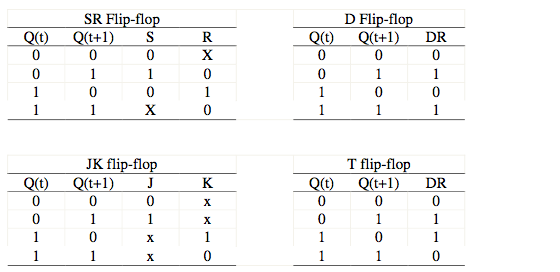 SR Flip-flop
Q(t) Q(t+1) S R
0 0 0 X
0 1 1 0
1 0 0 1
1 1 X 0
D Flip-flop
Q(t) Q(t+1) DR
0 0 0
0 1 1
1 0 0
1 1 1
JK flip-flop
Q(t) Q(t+1) J K
0 0 0 x
0 1 1 x
1 0 x 1
1 1 x 0
T flip-flop
Q(t) Q(t+1) DR
0 0 0
0 1 1
1 0 1
1 1 0